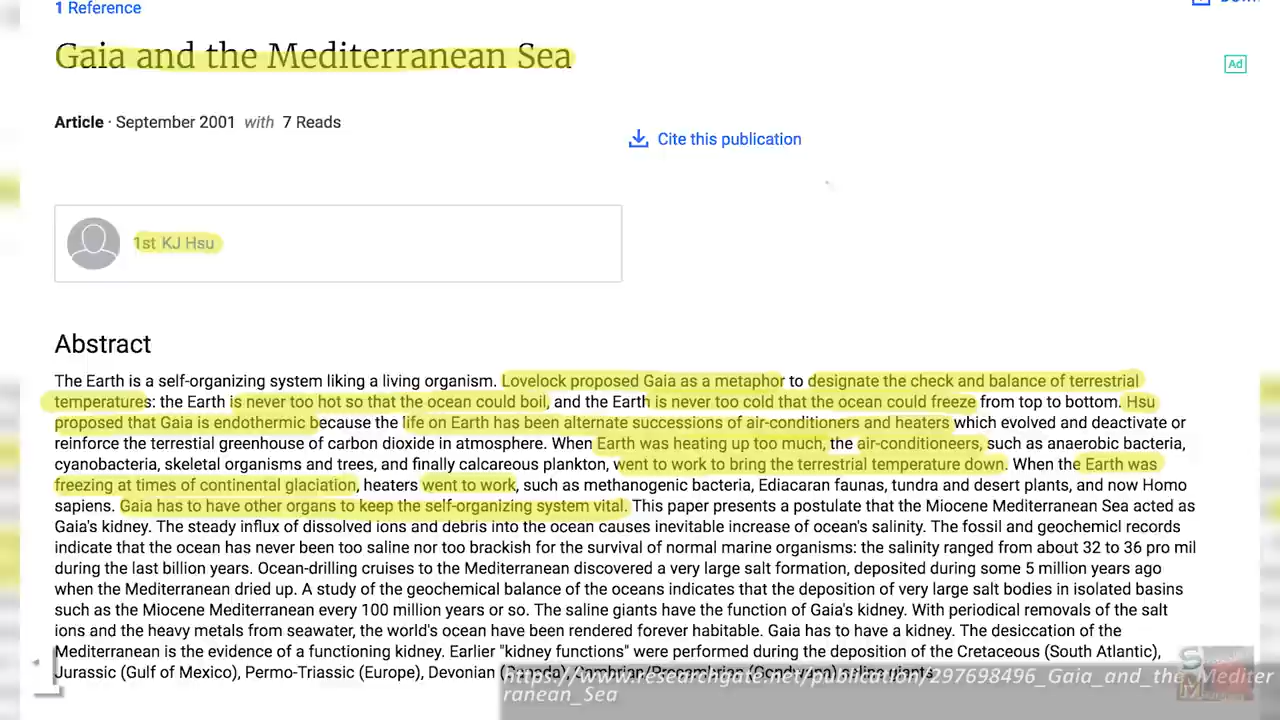 1 Reference
Gaia and the Mediterranean Sea
Ad
Article · September 2001 with 7 Reads
Cite this publication
1st KJ Hsu
Abstract
The Earth is a self-organizing system liking a living organism. Lovelock proposed Gaia as a metaphor to designate the check and balance of terrestrial
temperatures: the Earth is never too hot so that the ocean could boil, and the Earth is never too cold that the ocean could freeze from top to bottom. Hsu
proposed that Gaia is endothermic because the life on Earth has been alternate successions of air-conditioners and heaters which evolved and deactivate or
reinforce the terrestial greenhouse of carbon dioxide in atmosphere. When Earth was heating up too much, the air-conditioneers, such as anaerobic bacteria,
cyanobacteria, skeletal organisms and trees, and finally calcareous plankton, went to work to bring the terrestrial temperature down. When the Earth was
freezing at times of continental glaciation, heaters went to work, such as methanogenic bacteria, Ediacaran faunas, tundra and desert plants, and now Homo
sapiens. Gaia has to have other organs to keep the self-organizing system vital. This paper presents a postulate that the Miocene Mediterranean Sea acted as
Gaia's kidney. The steady influx of dissolved ions and debris into the ocean causes inevitable increase of ocean's salinity. The fossil and geochemicl records
indicate that the ocean has never been too saline nor too brackish for the survival of normal marine organisms: the salinity ranged from about 32 to 36 pro mil
during the last billion years. Ocean-drilling cruises to the Mediterranean discovered a very large salt formation, deposited during some 5 million years ago
when the Mediterranean dried up. A study of the geochemical balance of the oceans indicates that the deposition of very large salt bodies in isolated basins
such as the Miocene Mediterranean every 100 million years or so. The saline giants have the function of Gaia's kidney. With periodical removals of the salt
ions and the heavy metals from seawater, the world's ocean have been rendered forever habitable. Gaia has to have a kidney. The desiccation of the
Mediterranean is the evidence of a functioning kidney. Earlier "kidney functions" were performed during the deposition of the Cretaceous (South Atlantic),
Jurassic (Gulf of Mexico), Permo-Triassic (Europe), Devonian (Canada), Cambrian/Precambrian (Gondwana) saline giants.
1
https://www.researchgate.net/publication/297698496_Gaia_and_the_Mediter
ranean_Sea